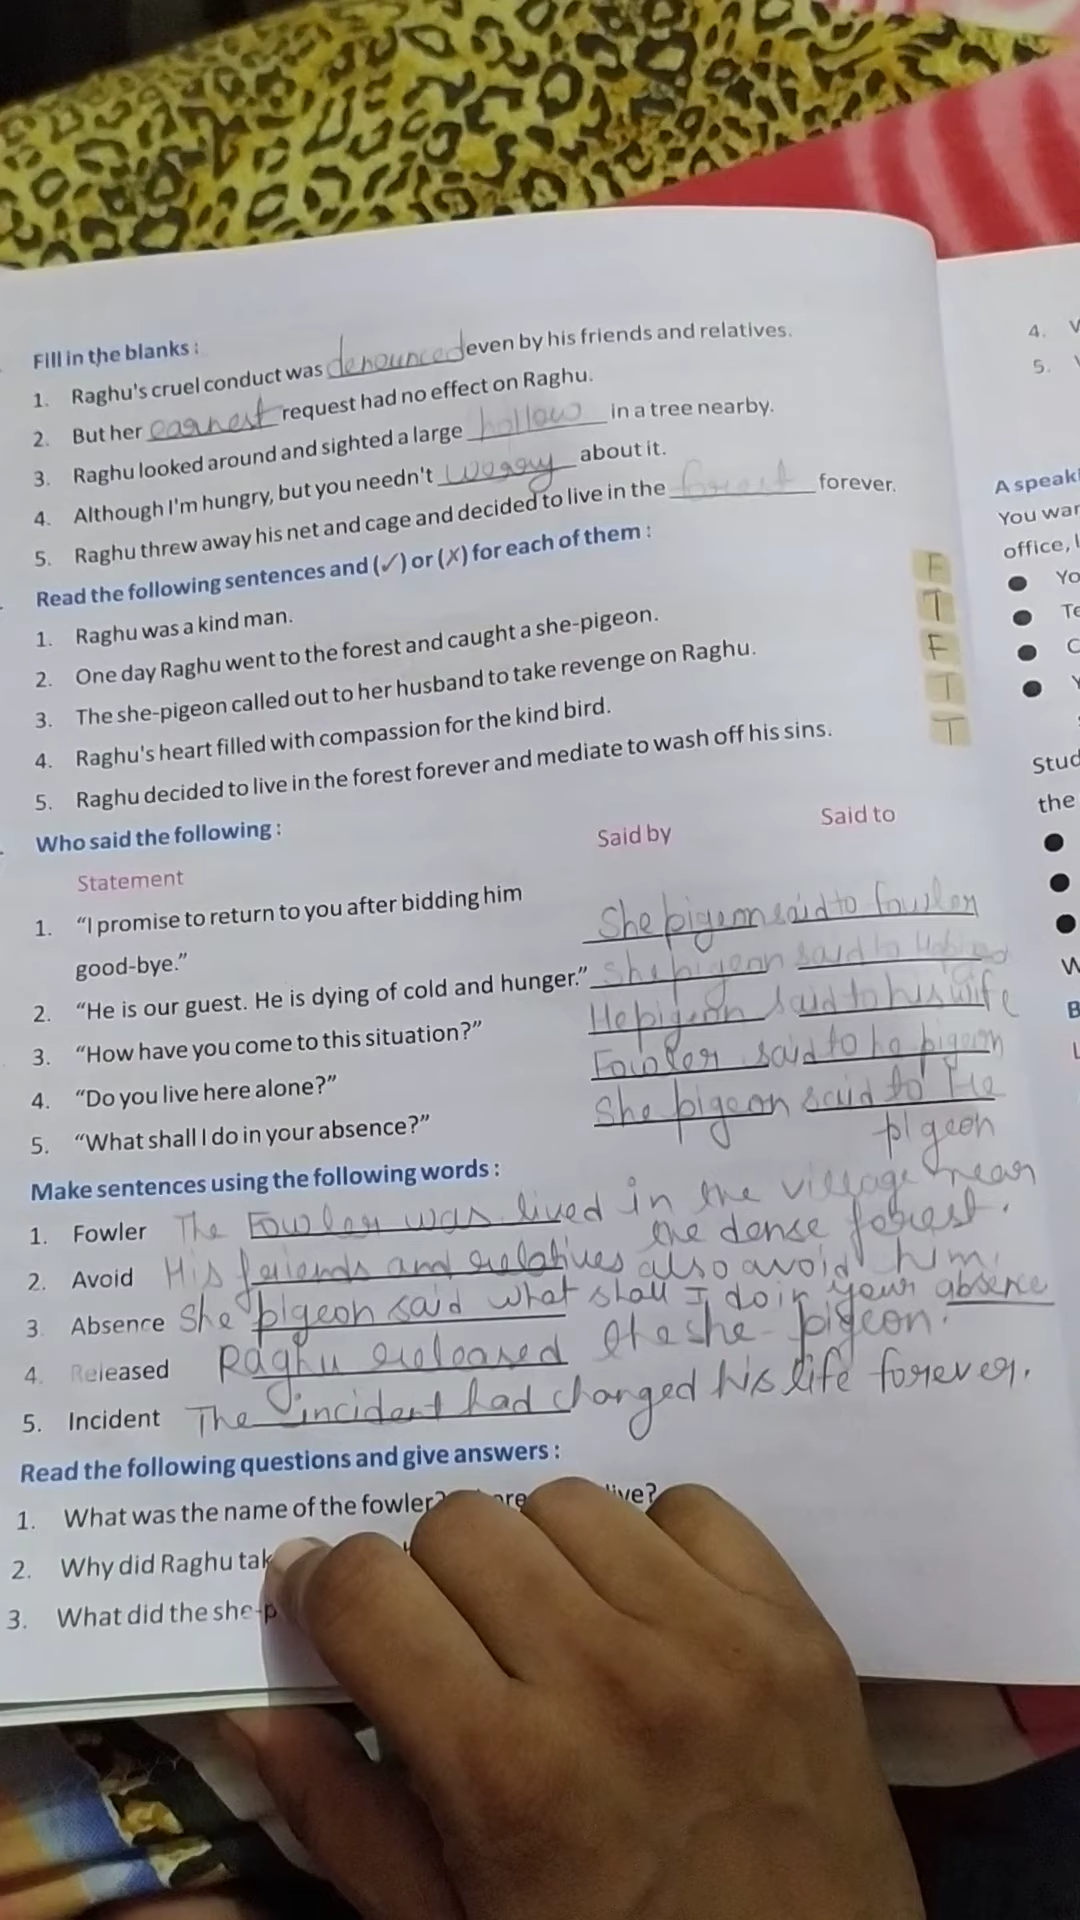 Fill in the blanks :
1. Raghu's cruel conduct was denounced even by his friends and relatives.
2. But her earnest request had no effect on Raghu.
3. Raghu looked around and sighted a large hollow in a tree nearby.
4. Although I'm hungry, but you needn't worry about it.
5. Raghu threw away his net and cage and decided to live in the forest forever.
Read the following sentences and (✓) or (X) for each of them :
1. Raghu was a kind man. F
2. One day Raghu went to the forest and caught a she-pigeon. T
3. The she-pigeon called out to her husband to take revenge on Raghu. F
4. Raghu's heart filled with compassion for the kind bird. T
5. Raghu decided to live in the forest forever and mediate to wash off his sins. T
Who said the following :
Statement Said by Said to
1. “I promise to return to you after bidding him
good-bye.” She pigeon said to fowler
2. “He is our guest. He is dying of cold and hunger.” She pigeon said to
3. “How have you come to this situation?” He pigeon said to his wife
4. “Do you live here alone?” Fowler said to he pigeon
5. “What shall I do in your absence?” She pigeon said to He
pigeon
Make sentences using the following words :
1. Fowler The Fowler was lived in the village near
the dense forest.
2. Avoid His friends and relatives also avoid him.
3. Absence She pigeon said what shall I do in your absence
4. Released Raghu released the she-pigeon.
5. Incident The incident had changed his life forever.
Read the following questions and give answers :
1. What was the name of the fowler?
2. Why did Raghu
3. What did the
4.
5.
A
You
office,
●
●
●
●
the
●
●
●